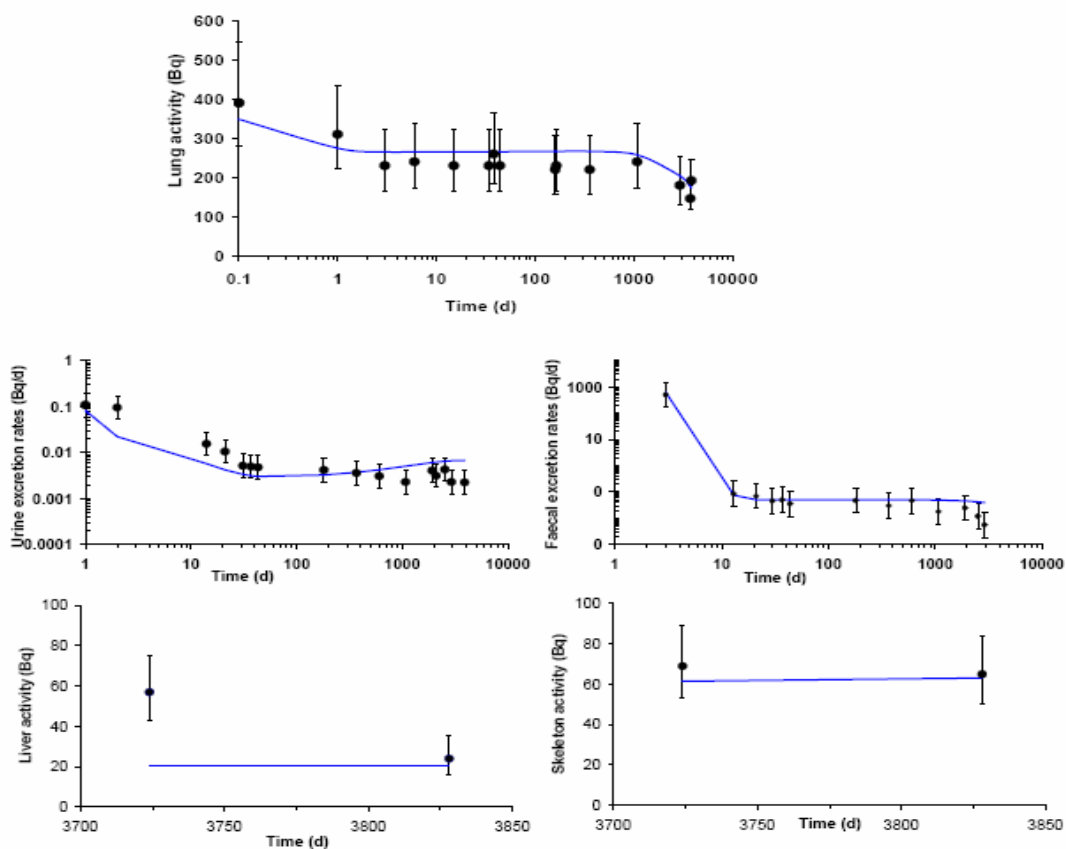 600
500
400
300
200
100
0
Lung activity (Bq)
0.1 1 10 100 1000 10000
Time (d)
1
0.1
0.01
0.001
0.0001
Urine excretion rates (Bq/d)
1 10 100 1000 10000
Time (d)
1000
10
0
0
Faecal excretion rates (Bq/d)
1 10 100 1000 10000
Time (d)
100
80
60
40
20
0
Liver activity (Bq)
3700 3750 3800 3850
Time (d)
100
80
60
40
20
0
Skeleton activity (Bq)
3700 3750 3800 3850
Time (d)